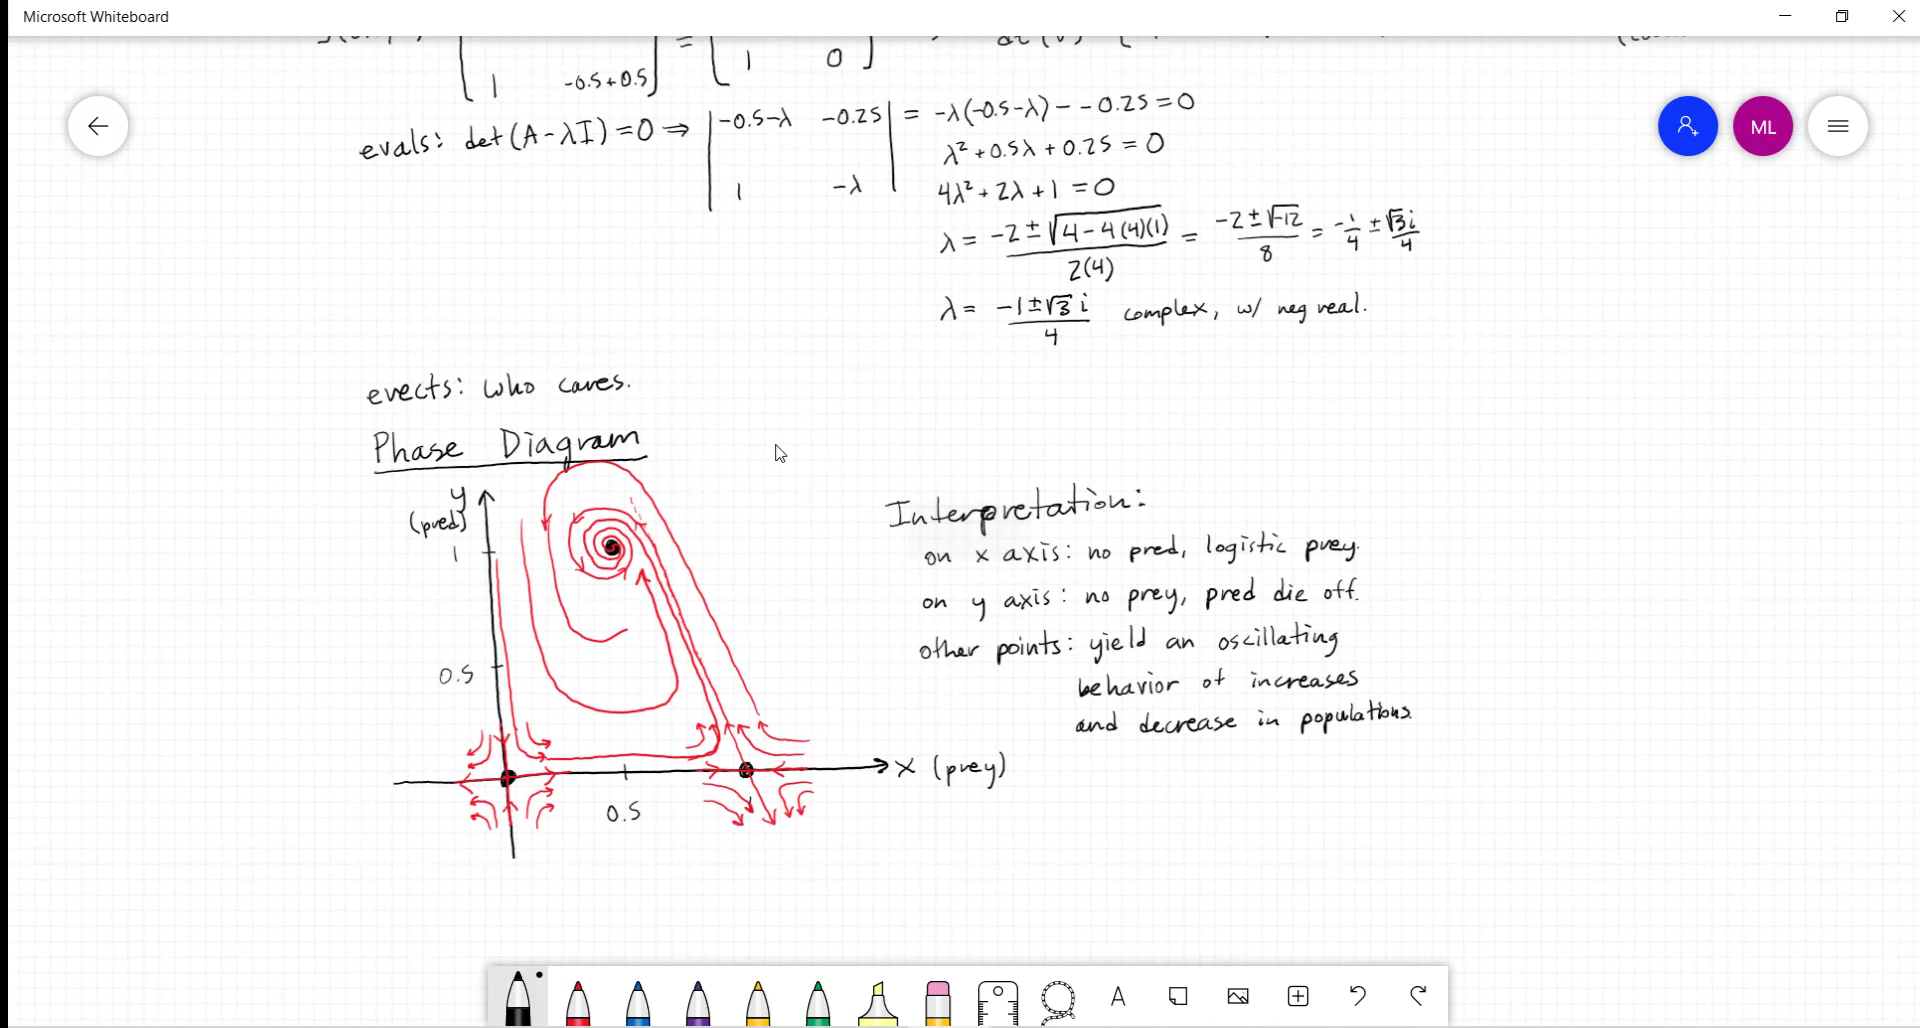 Microsoft Whiteboard
[1 -0.5+0.5] = [1 0]
ML
evals: det(A-λI)=0 ⇒ |-0.5-λ -0.25| = -λ(-0.5-λ) - -0.25 = 0
|1 -λ|
λ² + 0.5λ + 0.25 = 0
4λ² + 2λ + 1 = 0
λ = (-2 ± √(4 - 4(4)(1)))/2(4) = (-2 ± √-12)/8 = -1/4 ± √3i/4
λ = (-1 ± √3 i)/4 complex, w/ neg real.
evects: who cares.
Phase Diagram
y
(pred)
1
0.5
0.5
x (prey)
Interpretation:
on x axis: no pred, logistic prey.
on y axis: no prey, pred die off.
other points: yield an oscillating
behavior of increases
and decrease in populations.
A